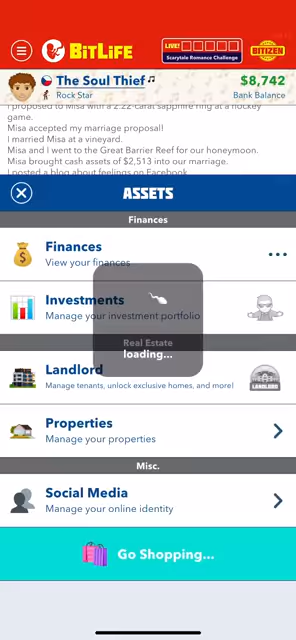 BitLife
LIVE!
Scarytale Romance Challenge
BITIZEN
The Soul Thief
$8,742
Rock Star
Bank Balance
I proposed to Misa with a 2.22-carat sapphire ring at a hockey
game.
Misa accepted my marriage proposal!
I married Misa at a vineyard.
Misa and I went to the Great Barrier Reef for our honeymoon.
Misa brought cash assets of $2,513 into our marriage.
I posted a blog about feelings on Facebook.
ASSETS
Finances
Finances
View your finances
Investments
Manage your investment portfolio
Real Estate
loading...
Landlord
Manage tenants, unlock exclusive homes, and more!
LANDLORD
Properties
Manage your properties
Misc.
Social Media
Manage your online identity
Go Shopping...